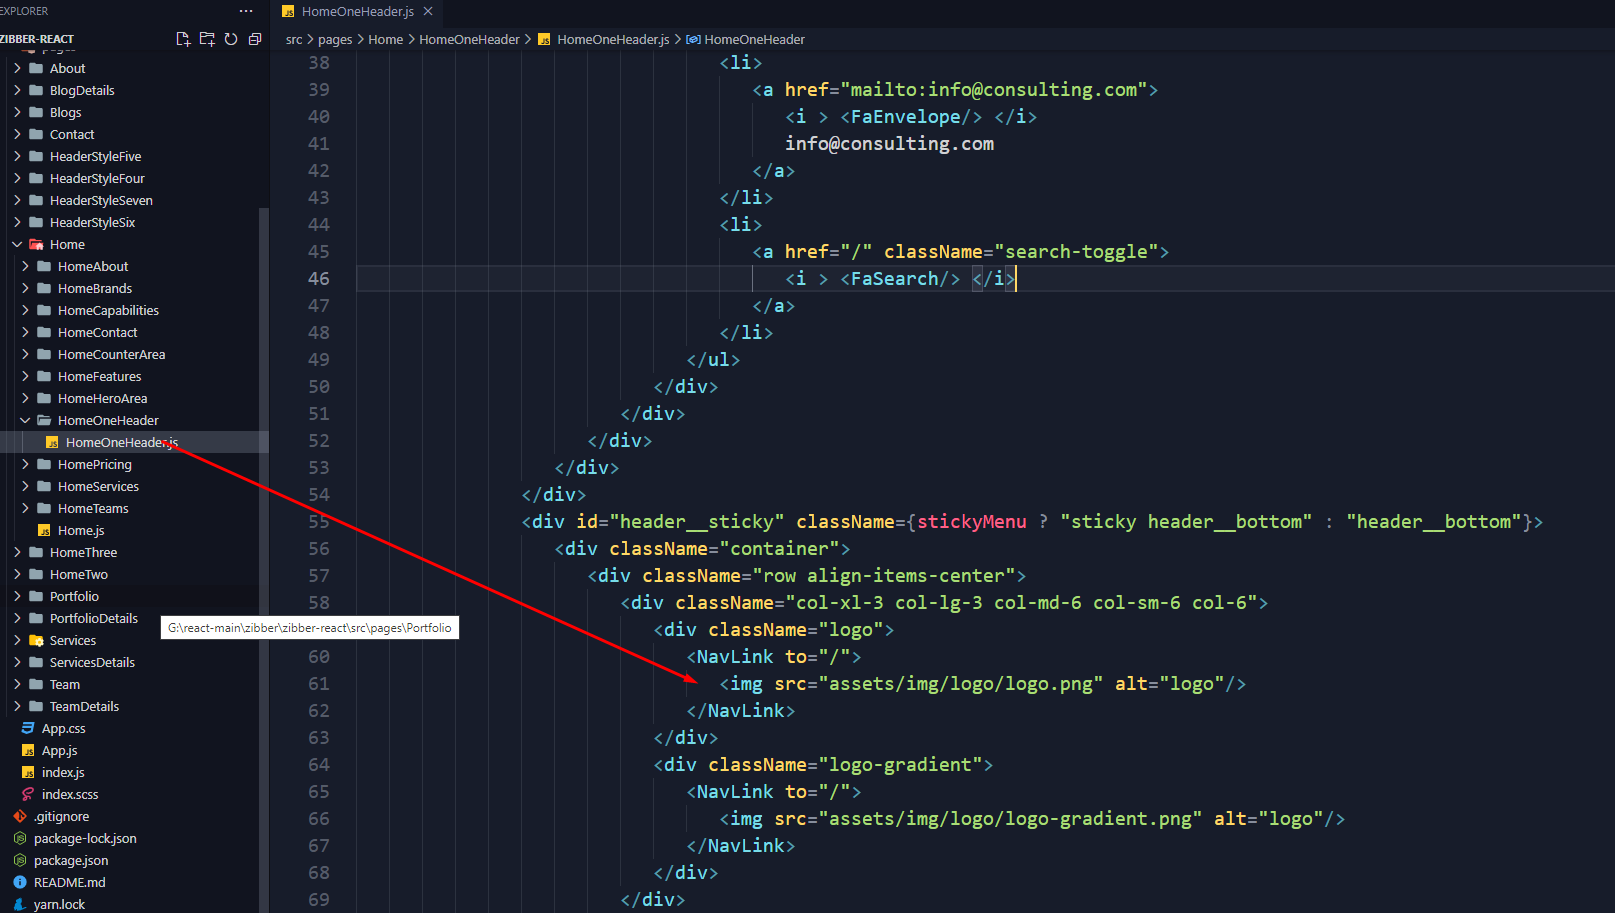 EXPLORER
ZIBBER-REACT
pages
About
BlogDetails
Blogs
Contact
HeaderStyleFive
HeaderStyleFour
HeaderStyleSeven
HeaderStyleSix
Home
HomeAbout
HomeBrands
HomeCapabilities
HomeContact
HomeCounterArea
HomeFeatures
HomeHeroArea
HomeOneHeader
HomeOneHeader.js
HomePricing
HomeServices
HomeTeams
Home.js
HomeThree
HomeTwo
Portfolio
PortfolioDetails
G:\react-main\zibber\zibber-react\src\pages\Portfolio
Services
ServicesDetails
Team
TeamDetails
App.css
App.js
index.js
index.scss
.gitignore
package-lock.json
package.json
README.md
yarn.lock
HomeOneHeader.js
src > pages > Home > HomeOneHeader > HomeOneHeader.js > HomeOneHeader
38 <li>
39 <a href="mailto:info@consulting.com">
40 <i > <FaEnvelope/> </i>
41 info@consulting.com
42 </a>
43 </li>
44 <li>
45 <a href="/" className="search-toggle">
46 <i > <FaSearch/> </i>
47 </a>
48 </li>
49 </ul>
50 </div>
51 </div>
52 </div>
53 </div>
54 </div>
55 <div id="header__sticky" className={stickyMenu ? "sticky header__bottom" : "header__bottom"}>
56 <div className="container">
57 <div className="row align-items-center">
58 <div className="col-xl-3 col-lg-3 col-md-6 col-sm-6 col-6">
<div className="logo">
60 <NavLink to="/">
61 <img src="assets/img/logo/logo.png" alt="logo"/>
62 </NavLink>
63 </div>
64 <div className="logo-gradient">
65 <NavLink to="/">
66 <img src="assets/img/logo/logo-gradient.png" alt="logo"/>
67 </NavLink>
68 </div>
69 </div>